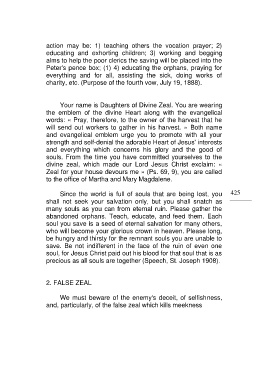 action may be: 1) teaching others the vocation prayer; 2)
educating and exhorting children; 3) working and begging
alms to help the poor clerics the saving will be placed into the
Peter's pence box; (1) 4) educating the orphans, praying for
everything and for all, assisting the sick, doing works of
charity, etc. (Purpose of the fourth vow, July 19, 1888).
Your name is Daughters of Divine Zeal. You are wearing
the emblem of the divine Heart along with the evangelical
words: « Pray, therefore, to the owner of the harvest that he
will send out workers to gather in his harvest. » Both name
and evangelical emblem urge you to promote with all your
strength and self-denial the adorable Heart of Jesus' interests
and everything which concerns his glory and the good of
souls. From the time you have committed yourselves to the
divine zeal, which made our Lord Jesus Christ exclaim: «
Zeal for your house devours me » (Ps. 69, 9), you are called
to the office of Martha and Mary Magdalene.
Since the world is full of souls that are being lost, you
shall not seek your salvation only, but you shall snatch as
many souls as you can from eternal ruin. Please gather the
abandoned orphans. Teach, educate, and feed them. Each
soul you save is a seed of eternal salvation for many others,
who will become your glorious crown in heaven. Please long,
be hungry and thirsty for the remnant souls you are unable to
save. Be not indifferent in the face of the ruin of even one
soul, for Jesus Christ paid out his blood for that soul that is as
precious as all souls are together (Speech, St. Joseph 1908).
425
2. FALSE ZEAL
We must beware of the enemy's deceit, of selfishness,
and, particularly, of the false zeal which kills meekness